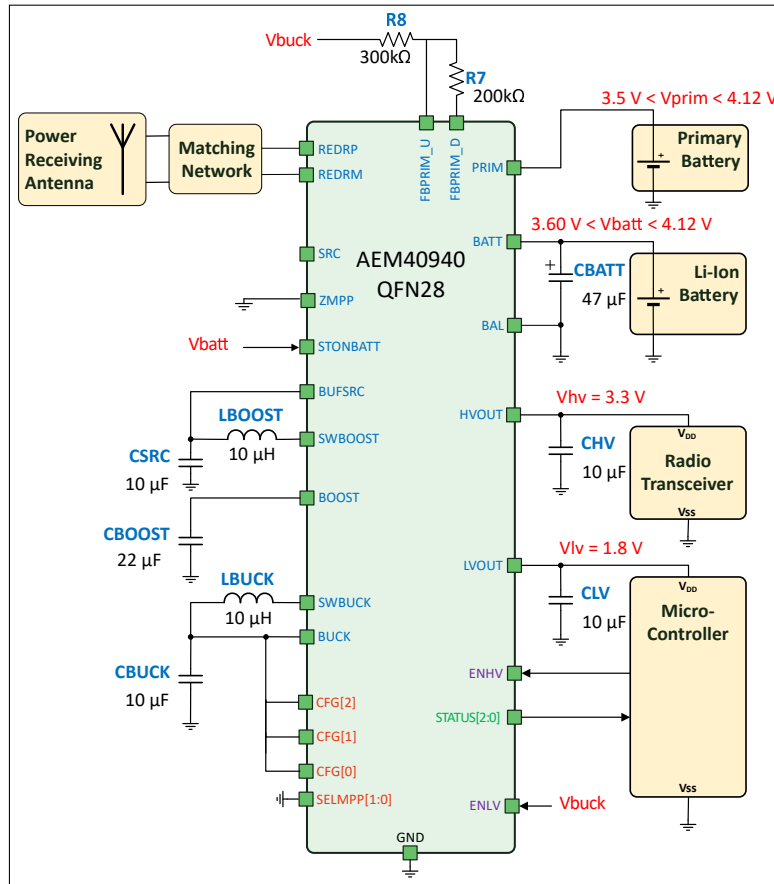 R8
Vbuck
300kΩ
R7
200kΩ
3.5 V < Vprim < 4.12 V
Power
Receiving
Antenna
Matching
Network
REDRP
REDRM
FBPRIM_U
FBPRIM_D
PRIM
Primary
Battery
+
3.60 V < Vbatt < 4.12 V
SRC
AEM40940
QFN28
BATT
+
CBATT
47 µF
+
Li-Ion
Battery
ZMPP
BAL
Vbatt
STONBATT
BUFSRC
Vhv = 3.3 V
LBOOST
10 µH
SWBOOST
HVOUT
CSRC
10 µF
CHV
10 µF
VDD
Radio
Transceiver
Vss
BOOST
CBOOST
22 µF
Vlv = 1.8 V
LVOUT
LBUCK
10 µH
SWBUCK
CLV
10 µF
VDD
Micro-
Controller
BUCK
CBUCK
10 µF
ENHV
CFG[2]
STATUS[2:0]
CFG[1]
CFG[0]
SELMPP[1:0]
ENLV
Vbuck
Vss
GND